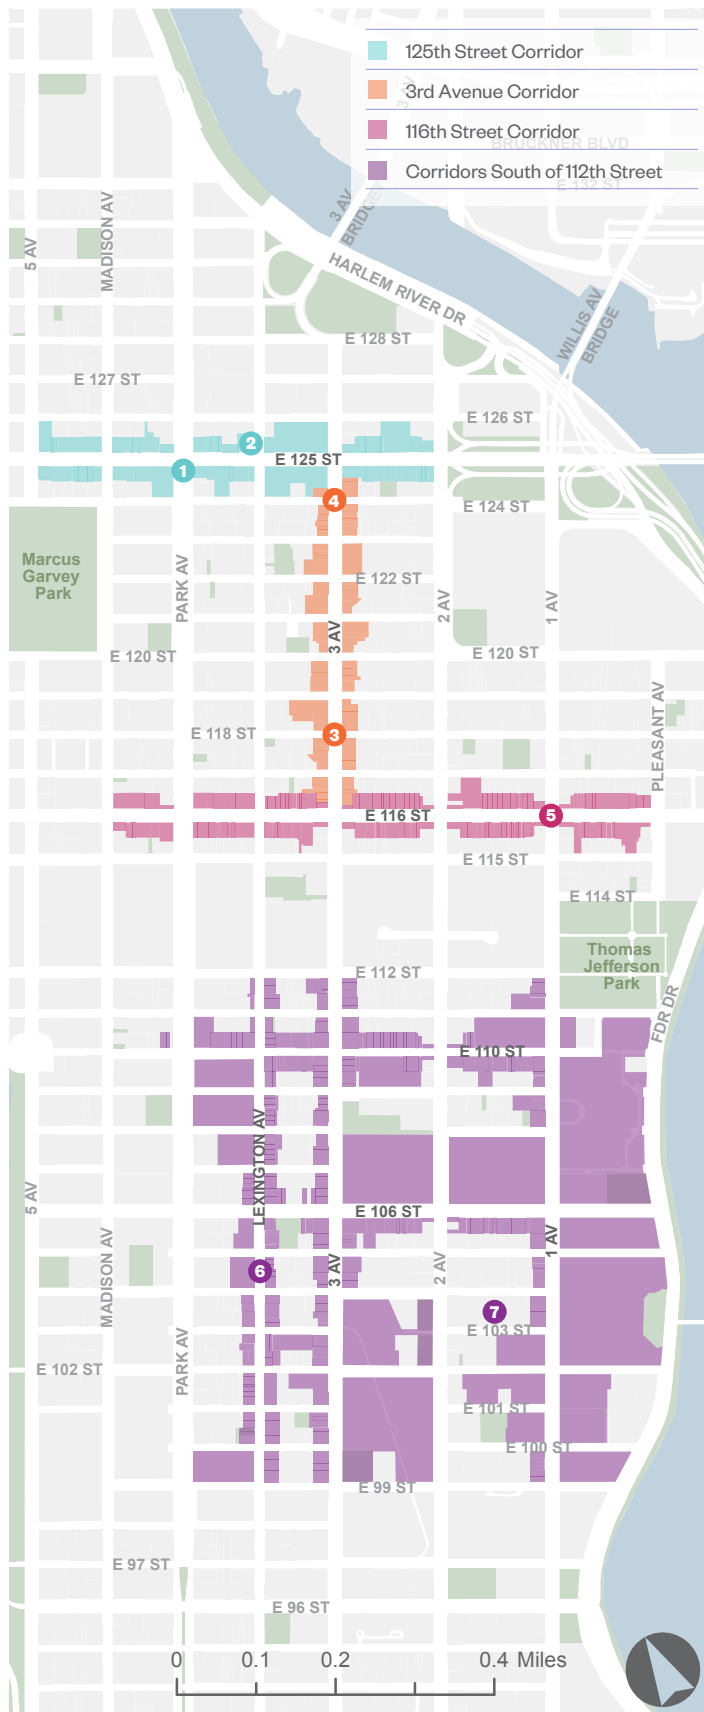 125th Street Corridor
3rd Avenue Corridor
3 AV
116th Street Corridor
BRUCKNER BLVD
Corridors South of 112th Street
E 132 ST
5 AV
MADISON AV
3 AV
BRIDGE
HARLEM RIVER DR
WILLIS AV
BRIDGE
E 128 ST
E 127 ST
E 126 ST
2
E 125 ST
1
4
E 124 ST
Marcus
Garvey
Park
PARK AV
E 122 ST
2 AV
1 AV
3 AV
E 120 ST
E 120 ST
PLEASANT AV
E 118 ST
3
E 116 ST
5
E 115 ST
E 114 ST
Thomas
Jefferson
Park
E 112 ST
FDR DR
E 110 ST
LEXINGTON AV
5 AV
E 106 ST
MADISON AV
3 AV
2 AV
1 AV
6
7
E 103 ST
PARK AV
E 102 ST
E 101 ST
E 100 ST
E 99 ST
E 97 ST
E 96 ST
0 0.1 0.2 0.4 Miles